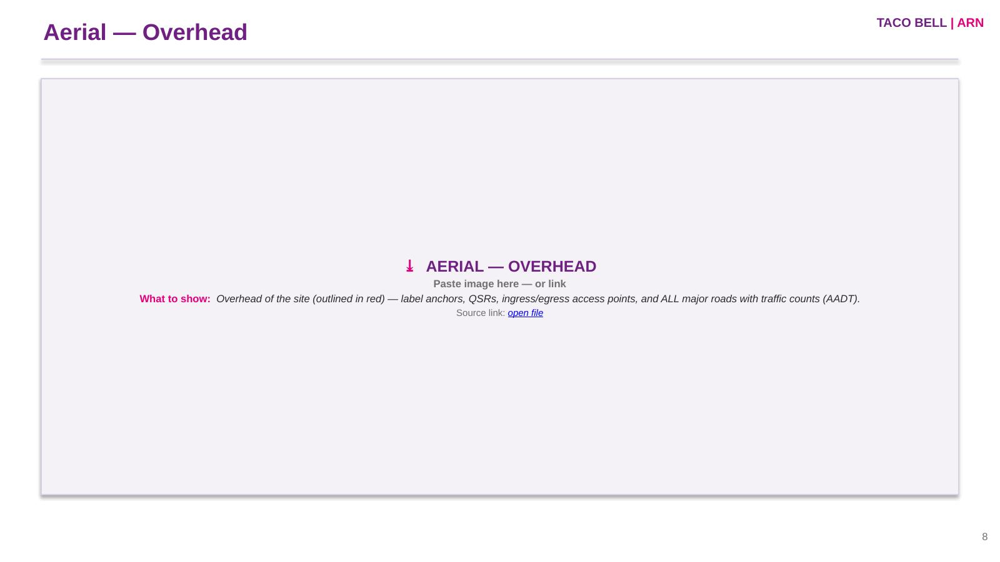 Aerial — Overhead
TACO BELL | ARN
⤓ AERIAL — OVERHEAD
Paste image here — or link
What to show: Overhead of the site (outlined in red) — label anchors, QSRs, ingress/egress access points, and ALL major roads with traffic counts (AADT).
Source link: open file
8